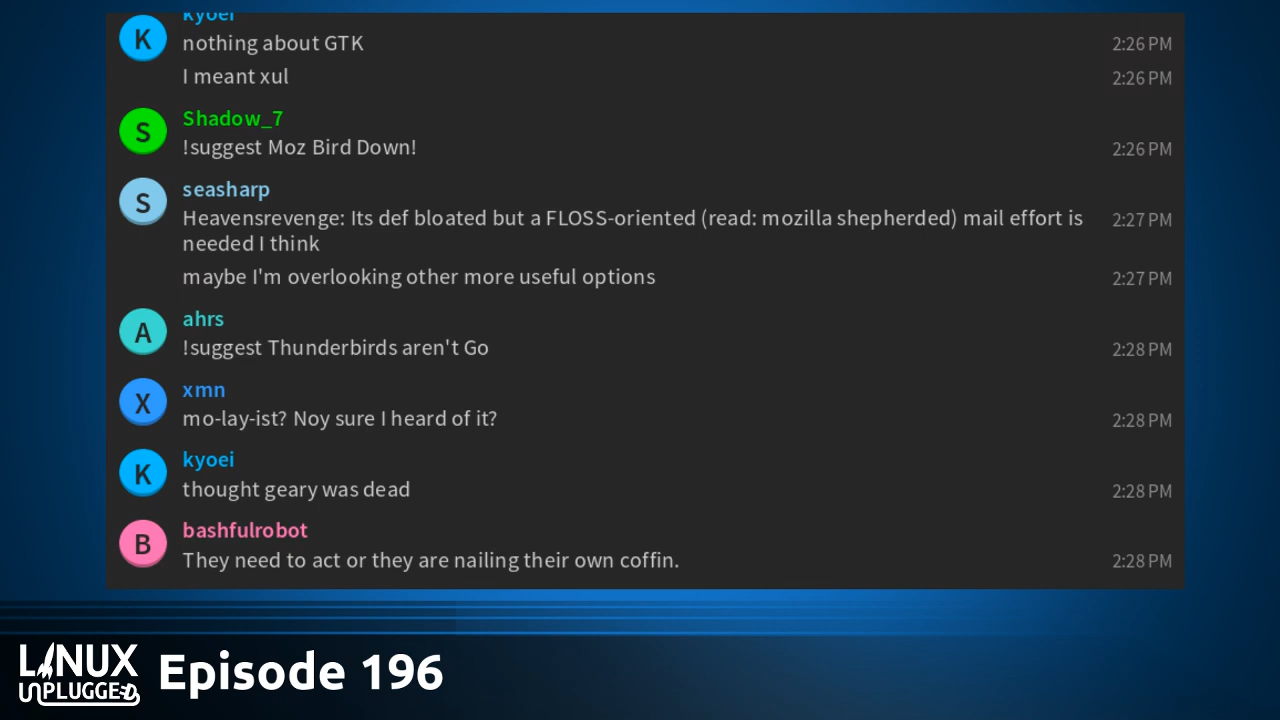 kyoei
K
nothing about GTK 2:26 PM
I meant xul 2:26 PM
Shadow_7
S
!suggest Moz Bird Down! 2:26 PM
seasharp
S
Heavensrevenge: Its def bloated but a FLOSS-oriented (read: mozilla shepherded) mail effort is 2:27 PM
needed I think
maybe I'm overlooking other more useful options 2:27 PM
ahrs
A
!suggest Thunderbirds aren't Go 2:28 PM
xmn
X
mo-lay-ist? Noy sure I heard of it? 2:28 PM
kyoei
K
thought geary was dead 2:28 PM
bashfulrobot
B
They need to act or they are nailing their own coffin. 2:28 PM
LINUX
UNPLUGGED
Episode 196